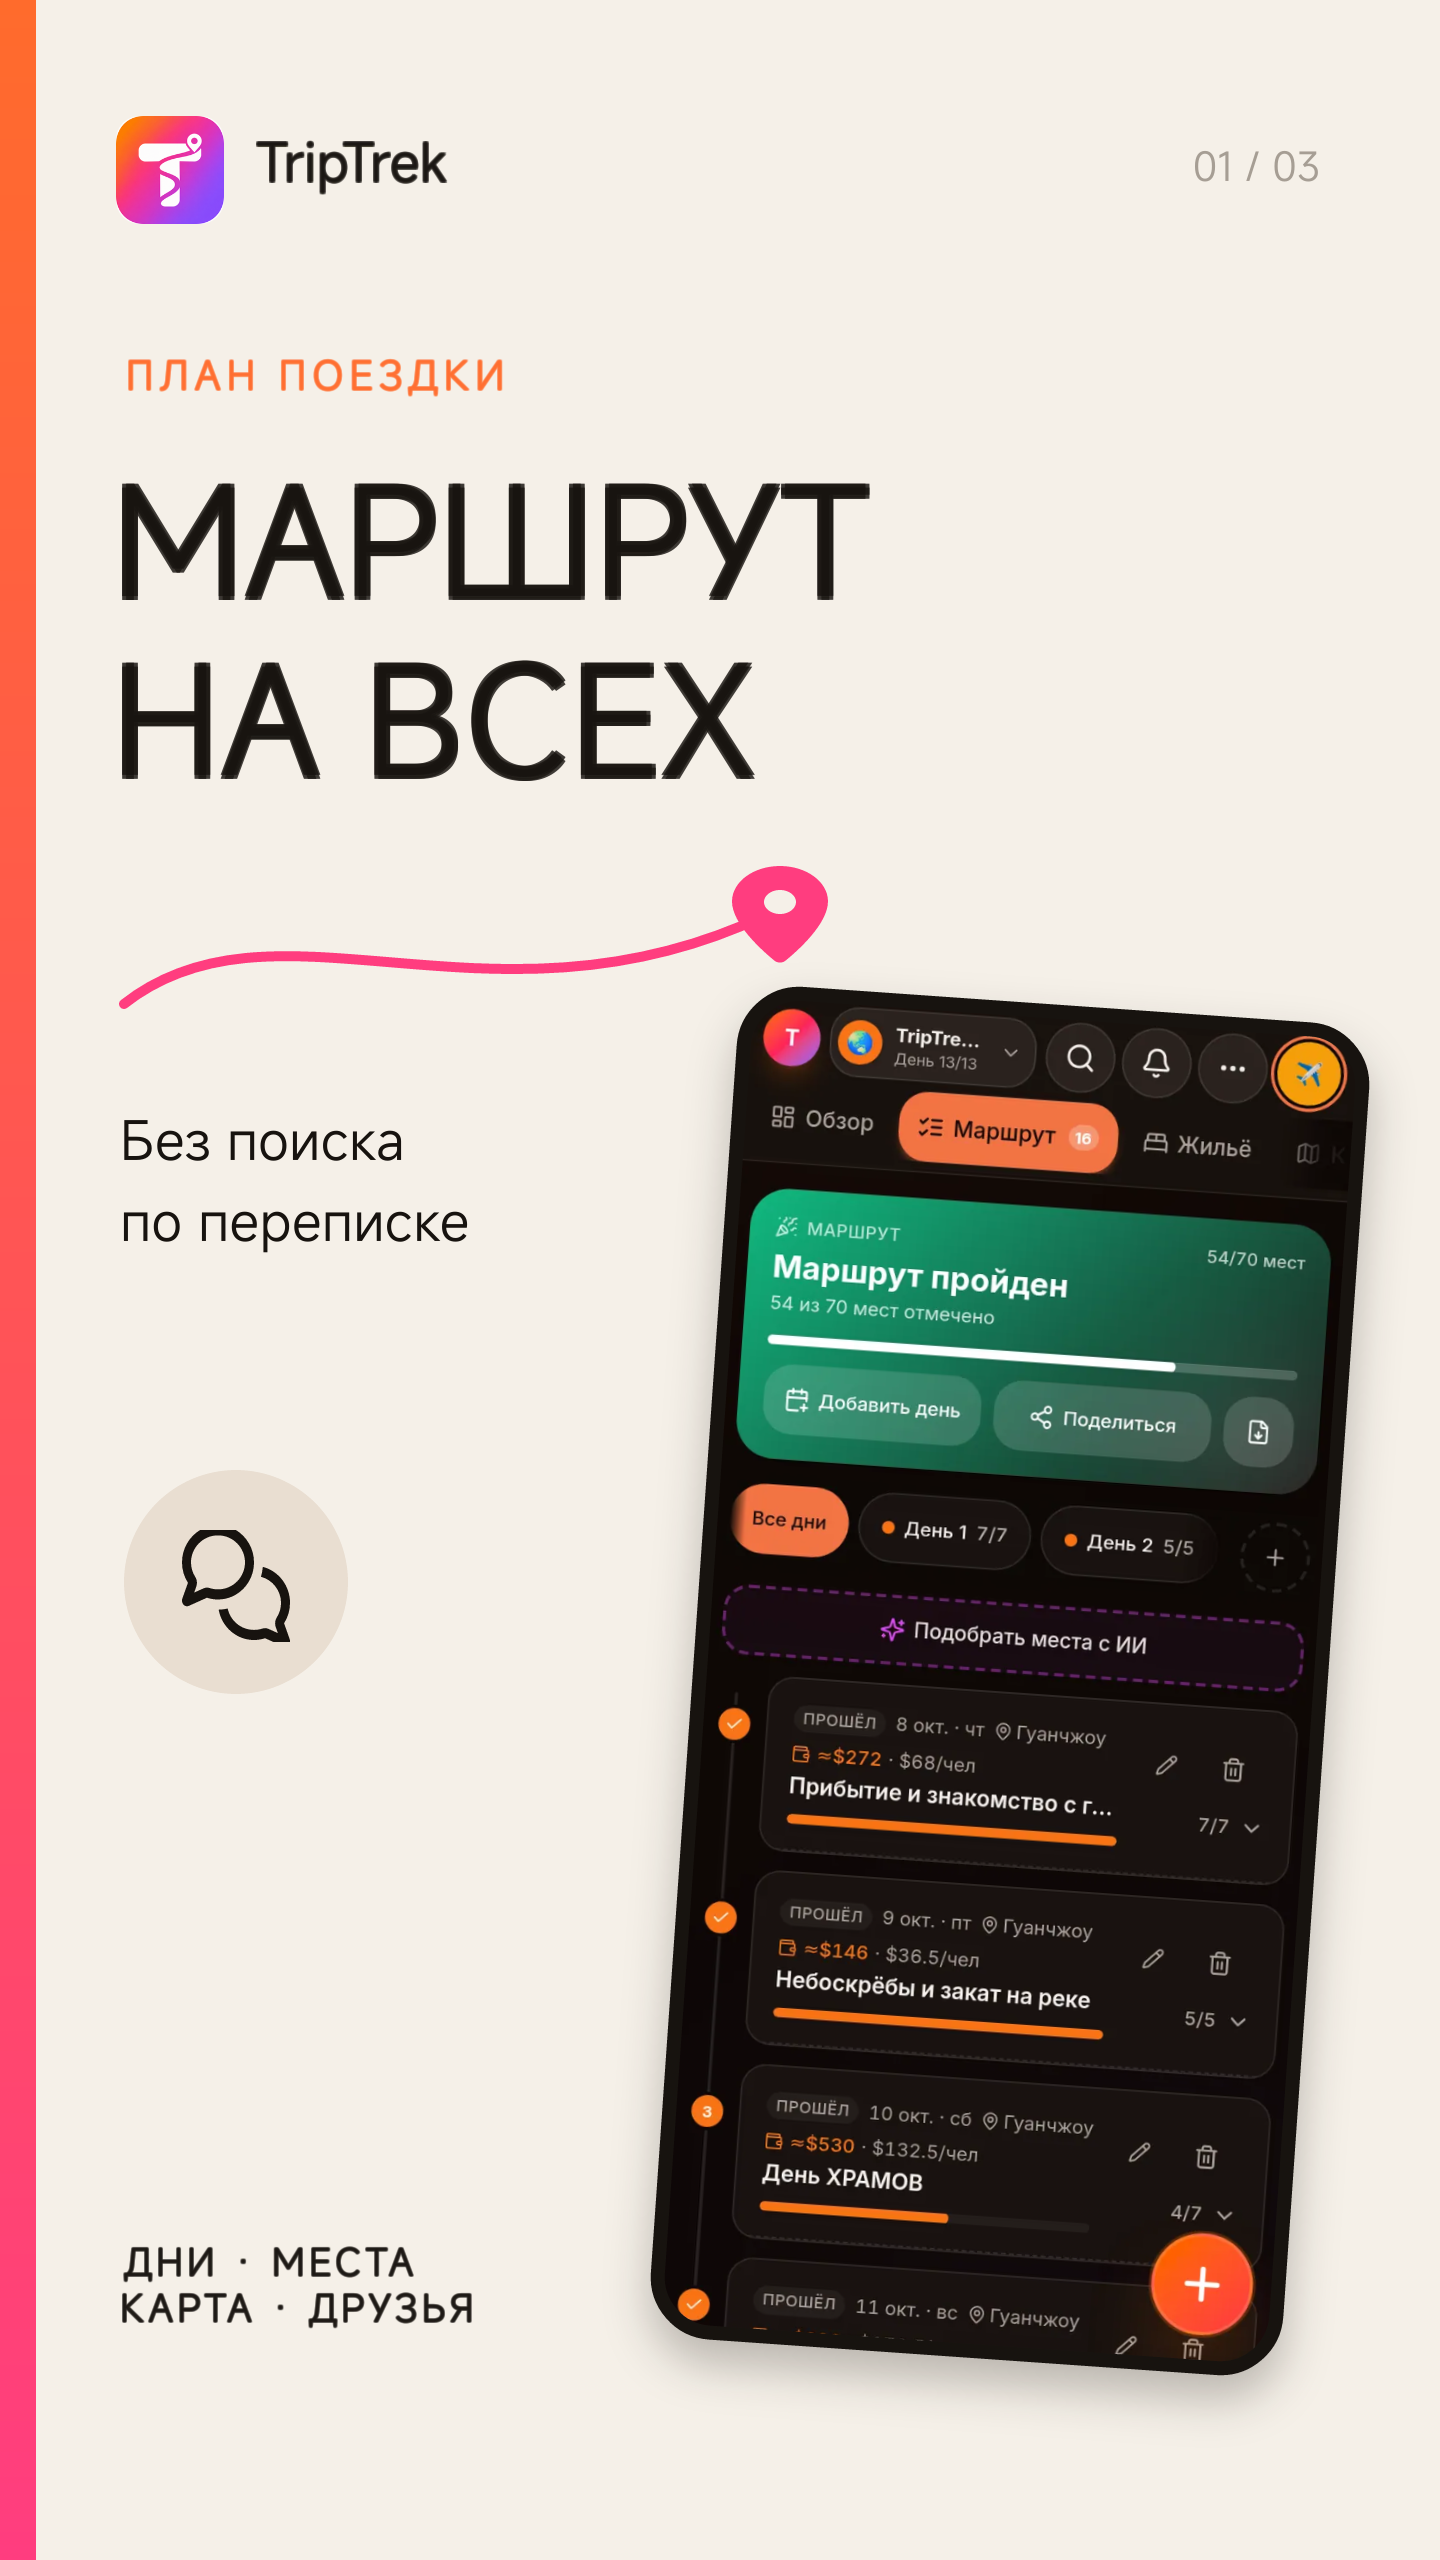 TripTrek
01 / 03
ПЛАН ПОЕЗДКИ
МАРШРУТ
НА ВСЕХ
Без поиска
по переписке
ДНИ · МЕСТА
КАРТА · ДРУЗЬЯ
T
TripTre...
День 13/13
Обзор
Маршрут 16
Жильё
К
МАРШРУТ
54/70 мест
Маршрут пройден
54 из 70 мест отмечено
Добавить день
Поделиться
Все дни
День 1 7/7
День 2 5/5
Подобрать места с ИИ
ПРОШЁЛ 8 окт. · чт Гуанчжоу
≈$272 · $68/чел
Прибытие и знакомство с г...
7/7
ПРОШЁЛ 9 окт. · пт Гуанчжоу
≈$146 · $36.5/чел
Небоскрёбы и закат на реке
5/5
3
ПРОШЁЛ 10 окт. · сб Гуанчжоу
≈$530 · $132.5/чел
День ХРАМОВ
4/7
ПРОШЁЛ 11 окт. · вс Гуанчжоу